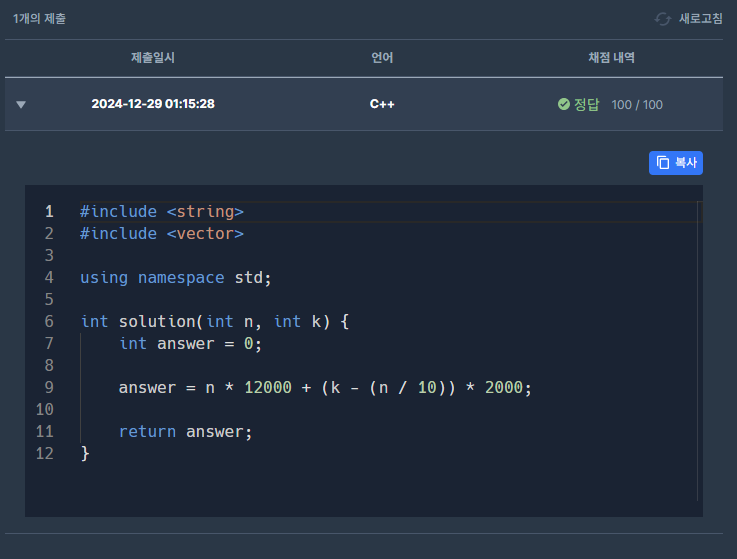 1개의 제출
새로고침
제출일시 언어 채점 내역
2024-12-29 01:15:28 C++ 정답 100 / 100
복사
1 #include <string>
2 #include <vector>
3
4 using namespace std;
5
6 int solution(int n, int k) {
7     int answer = 0;
8
9     answer = n * 12000 + (k - (n / 10)) * 2000;
10
11     return answer;
12 }